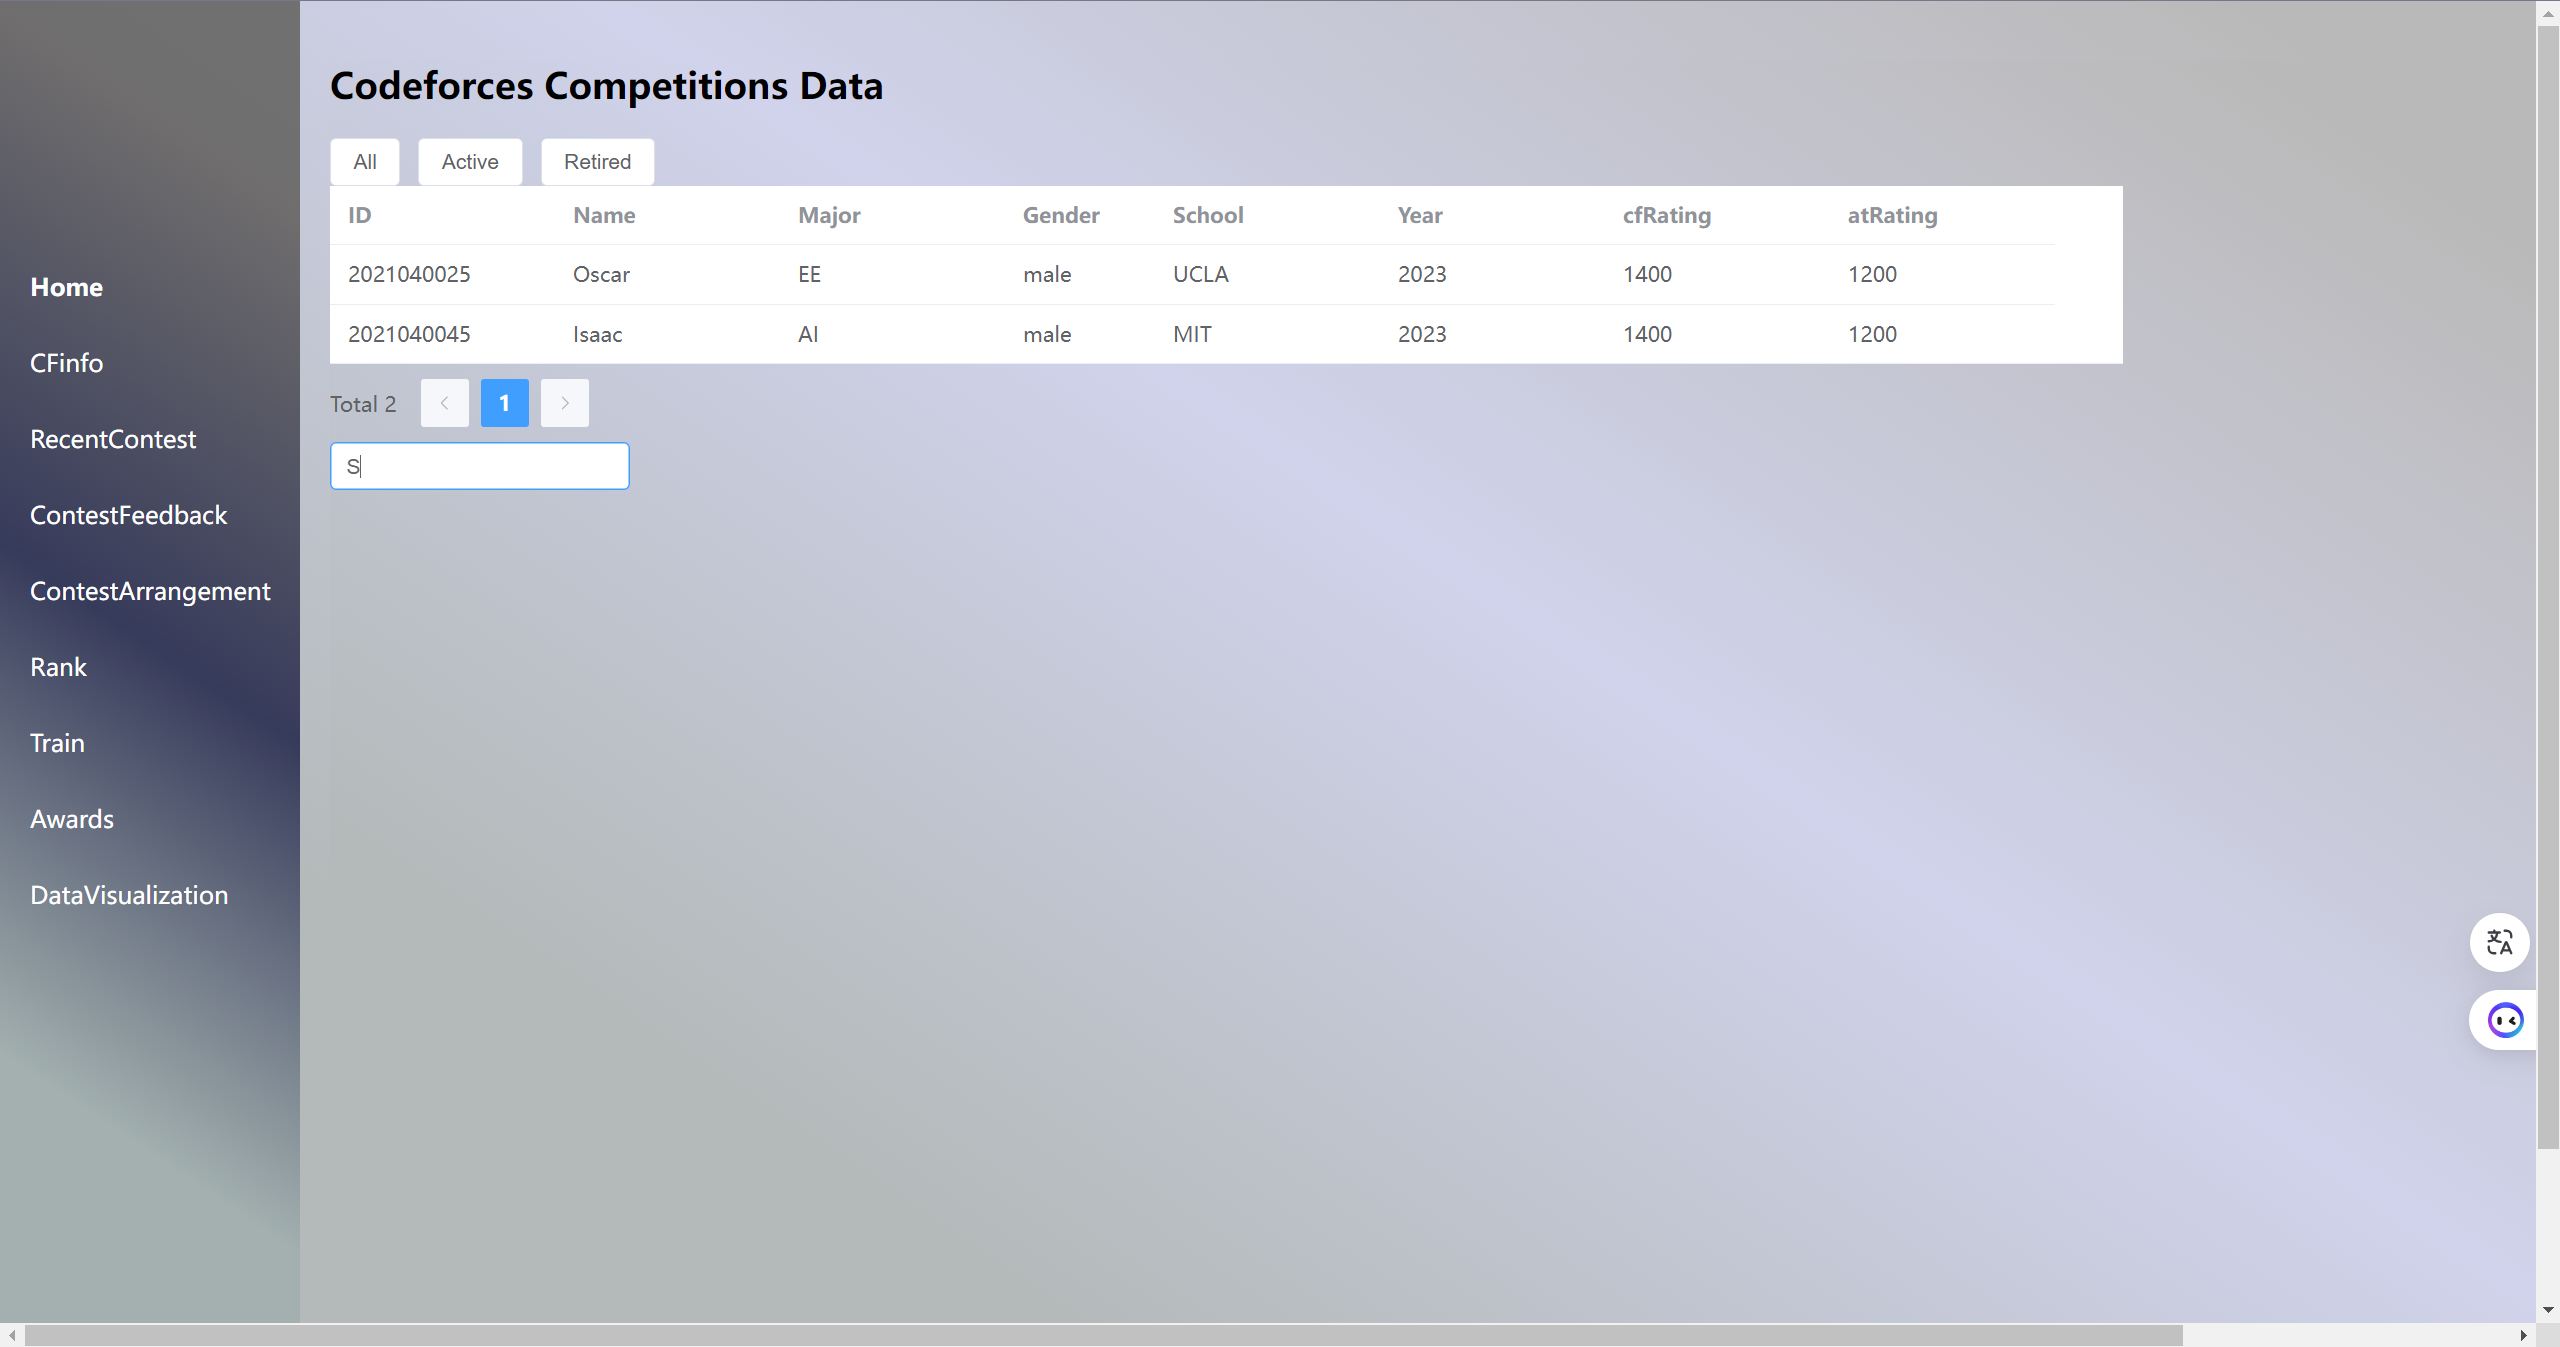 Home
CFinfo
RecentContest
ContestFeedback
ContestArrangement
Rank
Train
Awards
DataVisualization
Codeforces Competitions Data
All Active Retired
ID Name Major Gender School Year cfRating atRating
2021040025 Oscar EE male UCLA 2023 1400 1200
2021040045 Isaac AI male MIT 2023 1400 1200
Total 2 < 1 >
S
文A